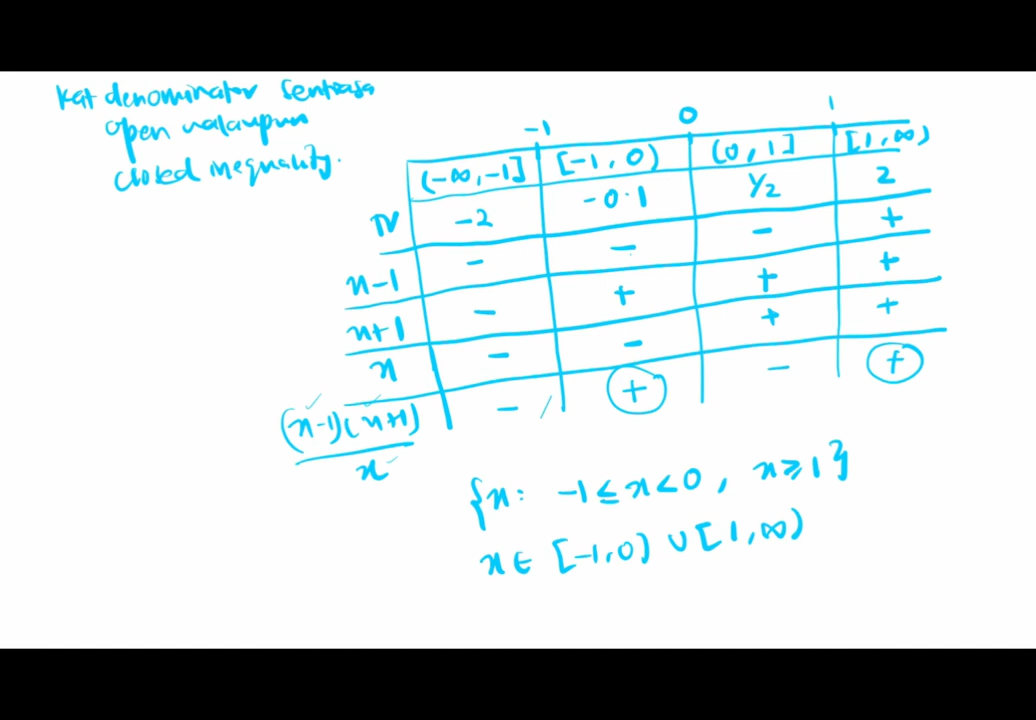 kat denominator sentiasa
open walaupun
closed inequality.
-1 0 1
(-∞,-1] [-1,0) (0,1] [1,∞)
TV -2 -0.1 1/2 2
x-1 - - - +
x+1 - + + +
x - - + +
(x-1)(x+1)
x
- + - +
{x: -1≤x<0, x≥1}
x∈ [-1,0) ∪ [1,∞)